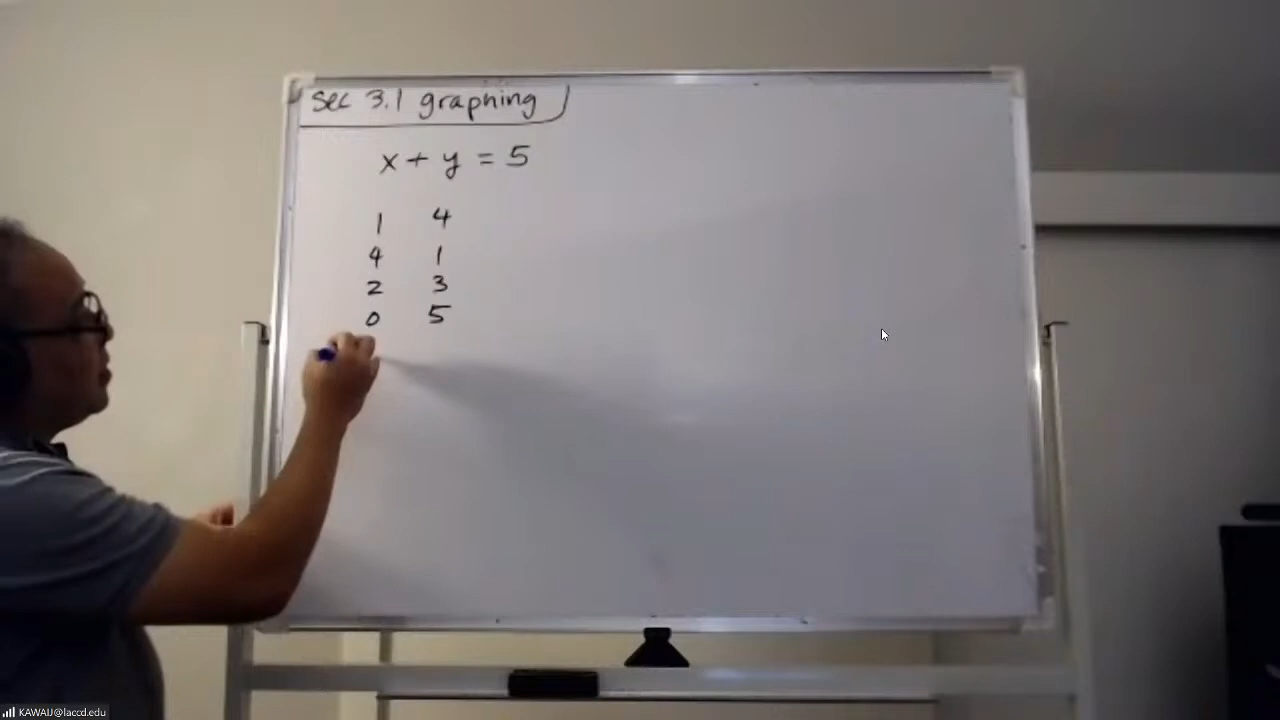 Sec 3.1 graphing
x + y = 5
1 4
4 1
2 3
0 5
KAWAIJ@laccd.edu